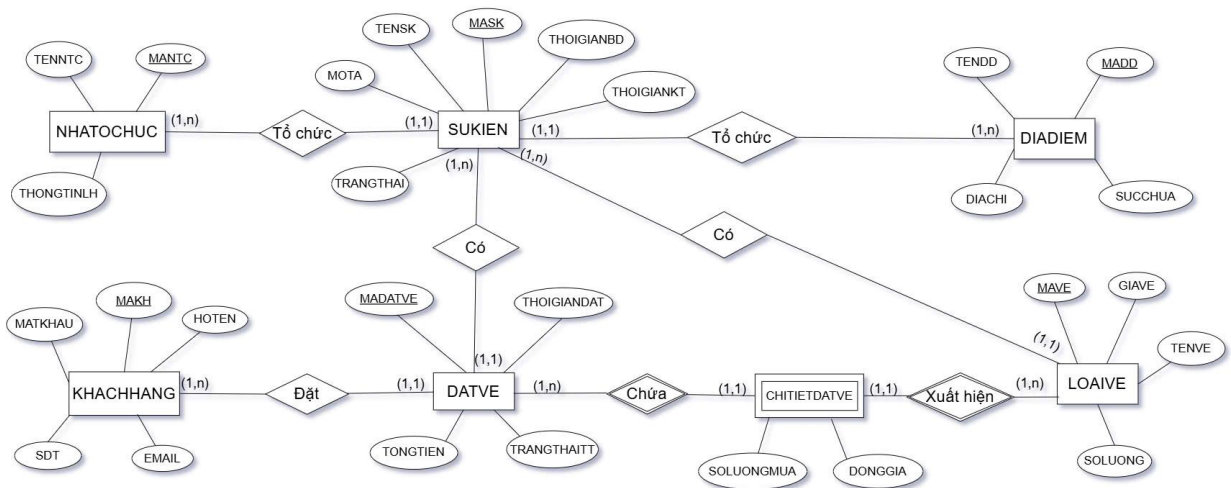 TENSK
MASK
THOIGIANBD
TENNTC
MANTC
MOTA
THOIGIANKT
TENDD
MADD
NHATOCHUC
(1,n)
Tổ chức
(1,1)
SUKIEN
(1,1)
Tổ chức
(1,n)
DIADIEM
THONGTINLH
TRANGTHAI
(1,n)
(1,n)
DIACHI
SUCCHUA
Có
Có
MATKHAU
MAKH
HOTEN
MADATVE
THOIGIANDAT
MAVE
GIAVE
TENVE
KHACHHANG
(1,n)
Đặt
(1,1)
DATVE
(1,1)
(1,n)
Chứa
(1,1)
CHITIETDATVE
(1,1)
Xuất hiện
(1,n)
(1,1)
LOAIVE
SDT
EMAIL
TONGTIEN
TRANGTHAITT
SOLUONGMUA
DONGGIA
SOLUONG